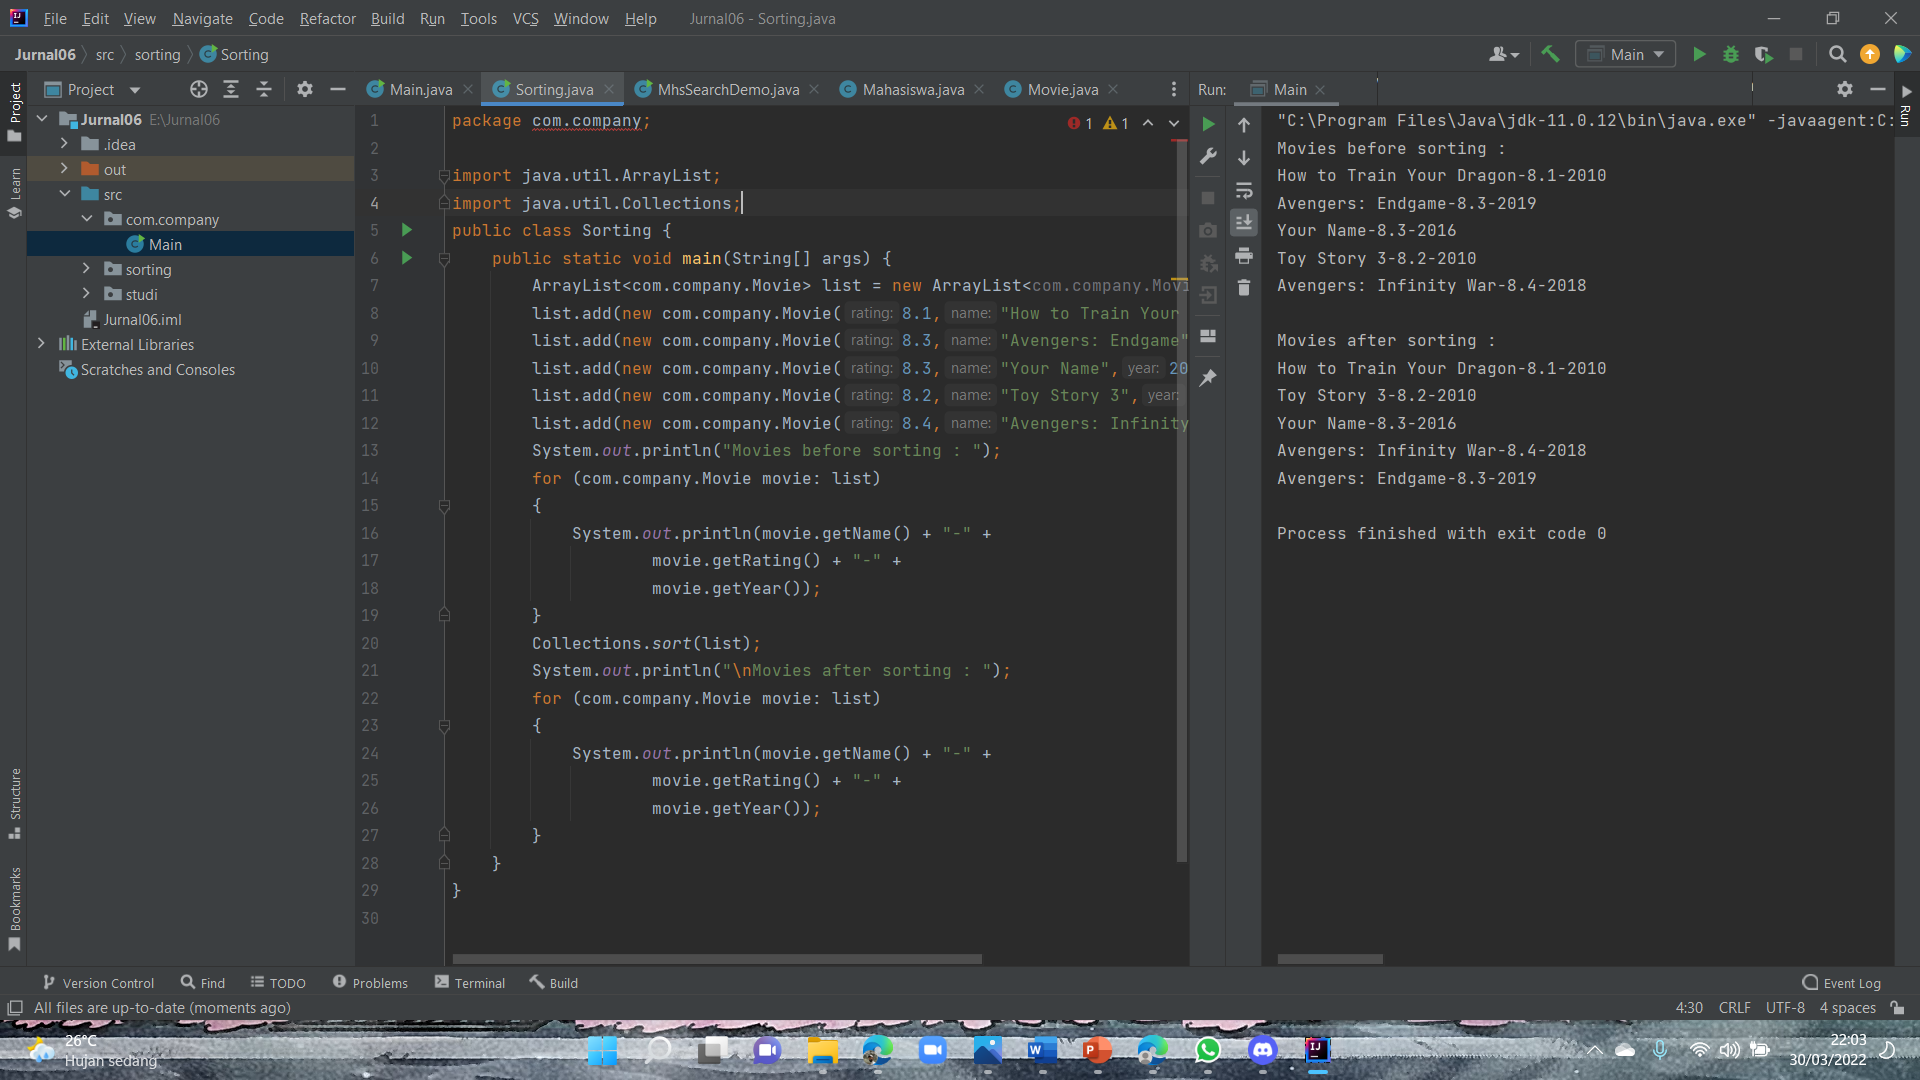 File Edit View Navigate Code Refactor Build Run Tools VCS Window Help Jurnal06 - Sorting.java
Jurnal06 src sorting Sorting
Main
Project
Main.java Sorting.java MhsSearchDemo.java Mahasiswa.java Movie.java
Run: Main
Project
Learn
Structure
Bookmarks
Run
Jurnal06 E:\Jurnal06
.idea
out
src
com.company
Main
sorting
studi
Jurnal06.iml
External Libraries
Scratches and Consoles
1 1
1 package com.company;
2
3 import java.util.ArrayList;
4 import java.util.Collections;
5 public class Sorting {
6 public static void main(String[] args) {
7 ArrayList<com.company.Movie> list = new ArrayList<com.company.Movi
8 list.add(new com.company.Movie( rating: 8.1, name: "How to Train Your
9 list.add(new com.company.Movie( rating: 8.3, name: "Avengers: Endgame"
10 list.add(new com.company.Movie( rating: 8.3, name: "Your Name", year: 20
11 list.add(new com.company.Movie( rating: 8.2, name: "Toy Story 3", year:
12 list.add(new com.company.Movie( rating: 8.4, name: "Avengers: Infinity
13 System.out.println("Movies before sorting : ");
14 for (com.company.Movie movie: list)
15 {
16 System.out.println(movie.getName() + "-" +
17 movie.getRating() + "-" +
18 movie.getYear());
19 }
20 Collections.sort(list);
21 System.out.println("\nMovies after sorting : ");
22 for (com.company.Movie movie: list)
23 {
24 System.out.println(movie.getName() + "-" +
25 movie.getRating() + "-" +
26 movie.getYear());
27 }
28 }
29 }
30
"C:\Program Files\Java\jdk-11.0.12\bin\java.exe" -javaagent:C:
Movies before sorting :
How to Train Your Dragon-8.1-2010
Avengers: Endgame-8.3-2019
Your Name-8.3-2016
Toy Story 3-8.2-2010
Avengers: Infinity War-8.4-2018
Movies after sorting :
How to Train Your Dragon-8.1-2010
Toy Story 3-8.2-2010
Your Name-8.3-2016
Avengers: Infinity War-8.4-2018
Avengers: Endgame-8.3-2019
Process finished with exit code 0
Version Control Find TODO Problems Terminal Build Event Log
All files are up-to-date (moments ago) 4:30 CRLF UTF-8 4 spaces
26°C
Hujan sedang
22:03
30/03/2022